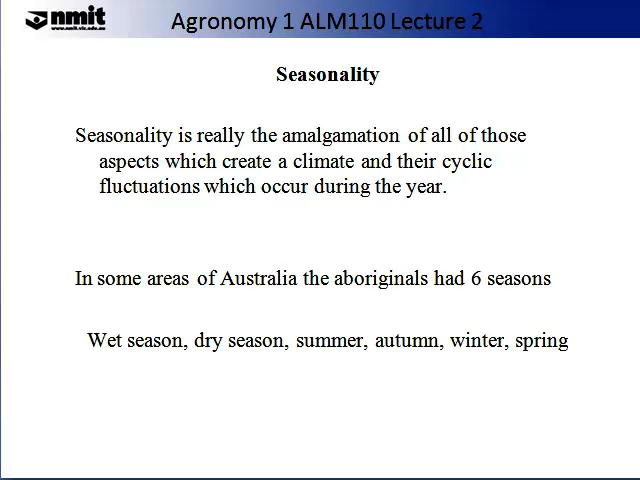 nmit
www.nmit.vic.edu.au
Agronomy 1 ALM110 Lecture 2
Seasonality
Seasonality is really the amalgamation of all of those
aspects which create a climate and their cyclic
fluctuations which occur during the year.
In some areas of Australia the aboriginals had 6 seasons
Wet season, dry season, summer, autumn, winter, spring